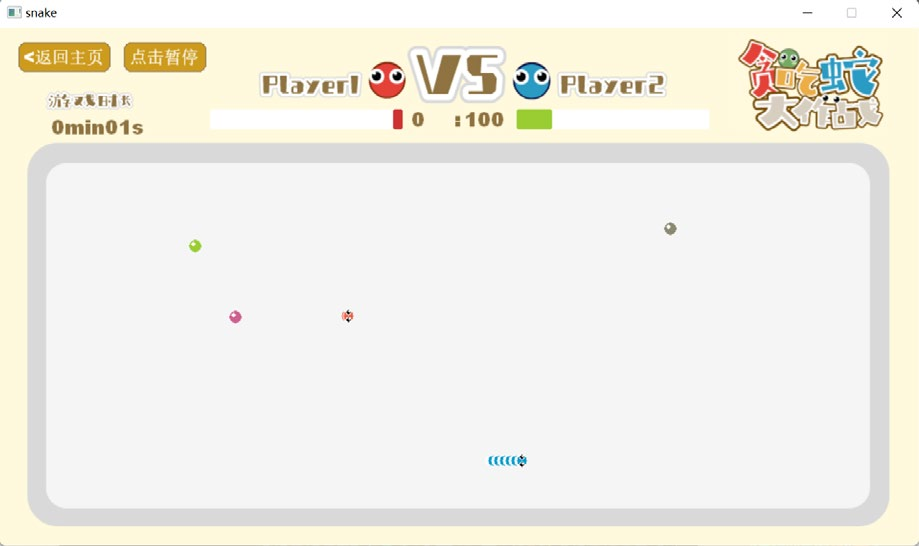 snake
<返回主页
点击暂停
Player1 VS Player2
贪吃蛇
大作战
游戏时长
0min01s
0 :100